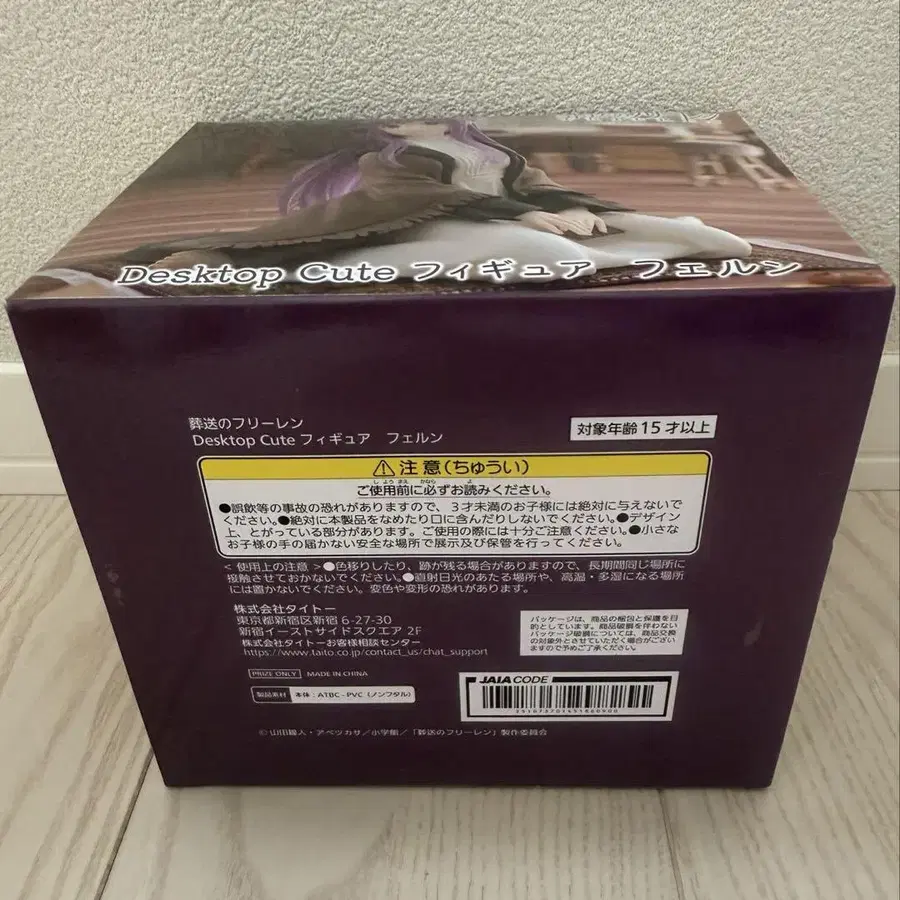 Desktop Cute フィギュア　フェルン
葬送のフリーレン
Desktop Cute フィギュア　フェルン
対象年齢15才以上
⚠注意(ちゅうい)
ご使用前に必ずお読みください。
●誤飲等の事故の恐れがありますので、3才未満のお子様には絶対に与えないで
ください。●絶対に本製品をなめたり口に含んだりしないでください。●デザイン
上、とがっている部分があります。ご使用の際には十分ご注意ください。●小さな
お子様の手の届かない安全な場所で展示及び保管を行ってください。
< 使用上の注意 >●色移りしたり、跡が残る場合がありますので、長期間同じ場所に
接触させておかないでください。●直射日光のあたる場所や、高温・多湿になる場所
には置かないでください。変色や変形の恐れがあります。
株式会社タイトー
東京都新宿区新宿 6-27-30
新宿イーストサイドスクエア 2F
株式会社タイトーお客様相談センター
https://www.taito.co.jp/contact_us/chat_support
パッケージは、商品の梱包と保護を目
的としています。商品破損を伴わない
パッケージ破損については、商品交換
の対象外とさせていただく場合がござい
ますので予めご了承ください。
PRIZE ONLY MADE IN CHINA
製品素材 本体：ATBC-PVC（ノンフタル）
JAIA CODE
© 山田鐘人・アベツカサ／小学館／「葬送のフリーレン」製作委員会